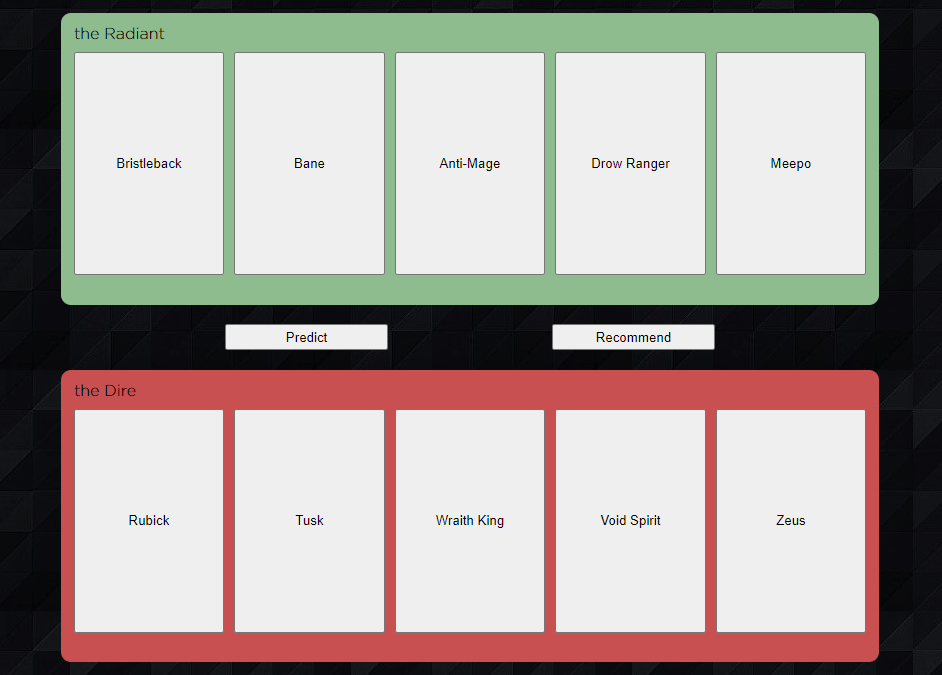 the Radiant
Bristleback
Bane
Anti-Mage
Drow Ranger
Meepo
Predict
Recommend
the Dire
Rubick
Tusk
Wraith King
Void Spirit
Zeus